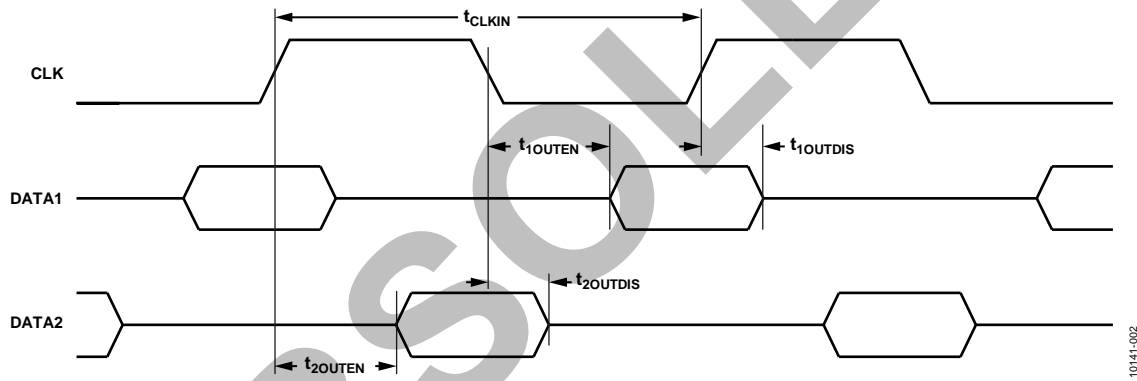 tCLKIN
CLK
t1OUTEN
t1OUTDIS
DATA1
t2OUTDIS
DATA2
t2OUTEN
10141-002